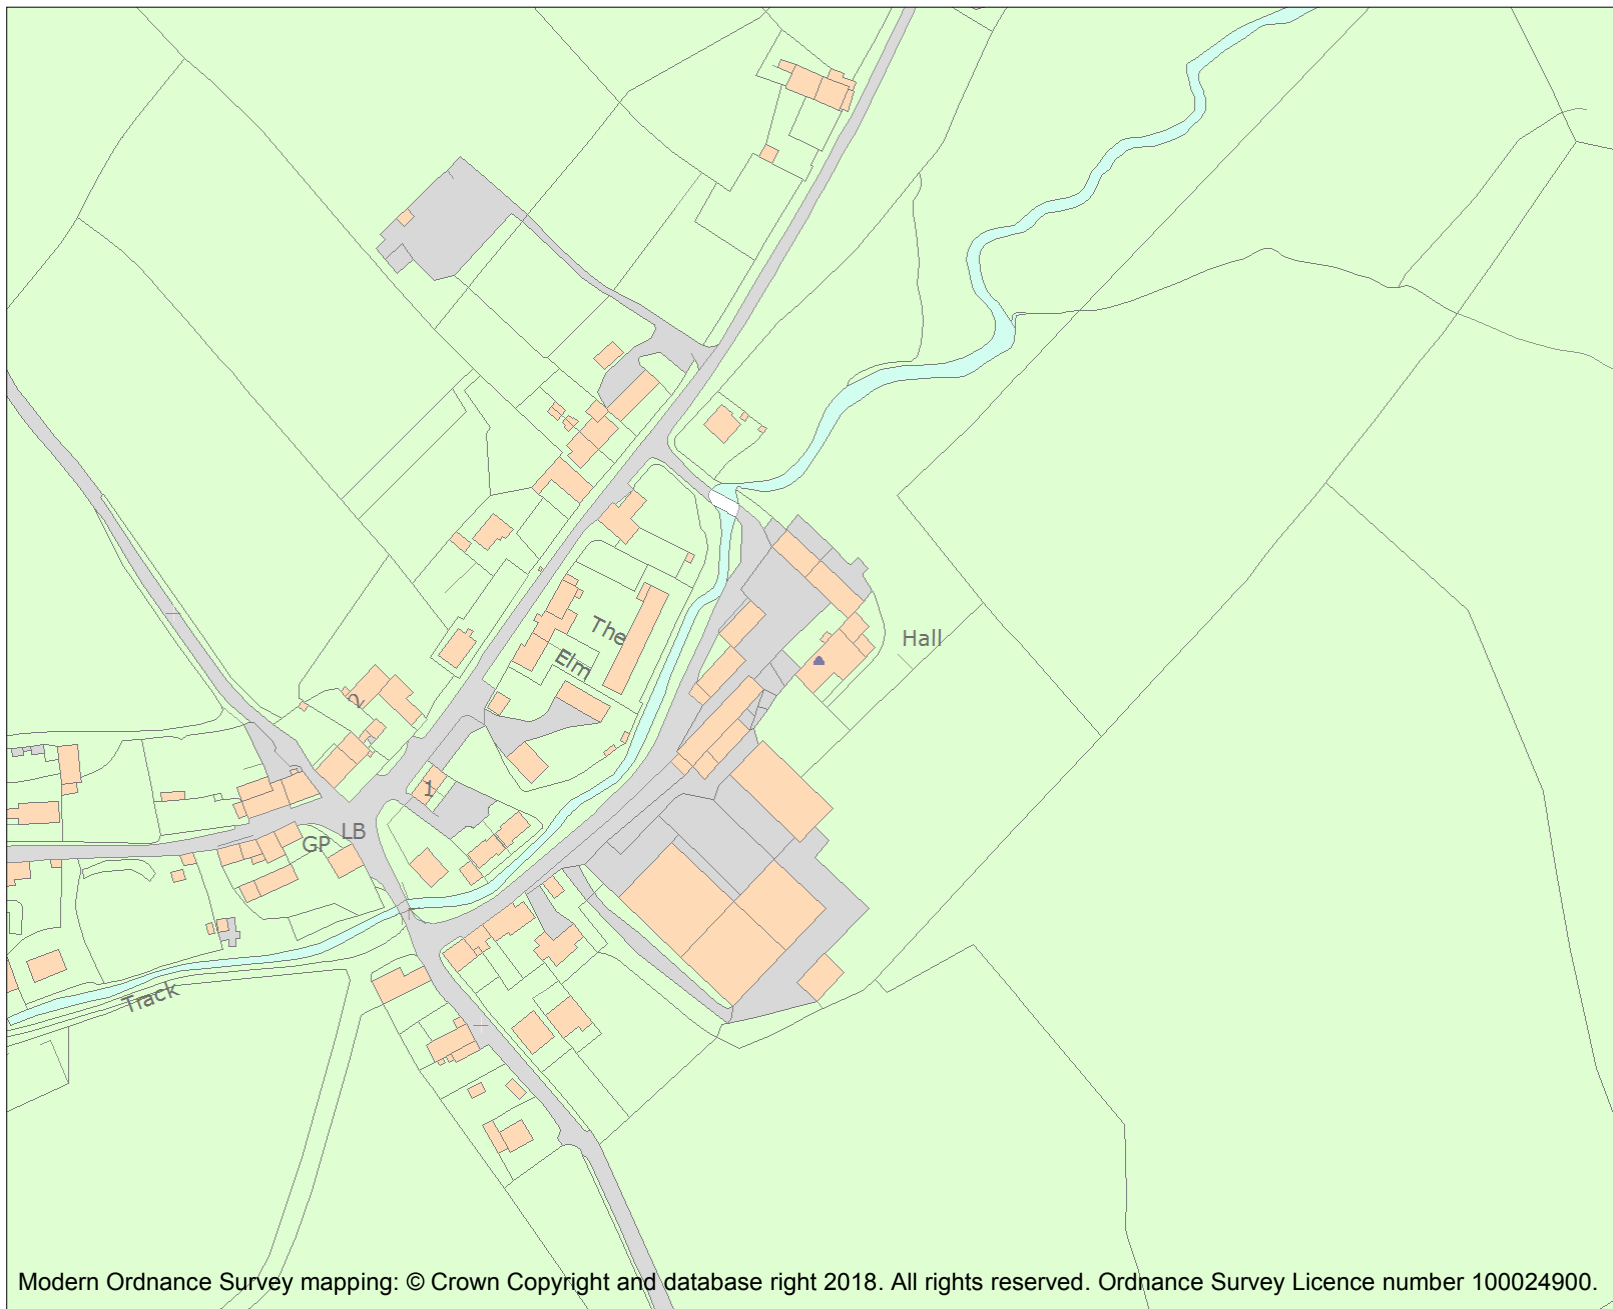 Hall
The
Elm
2
1
LB
GP
Track
Modern Ordnance Survey mapping: © Crown Copyright and database right 2018. All rights reserved. Ordnance Survey Licence number 100024900.